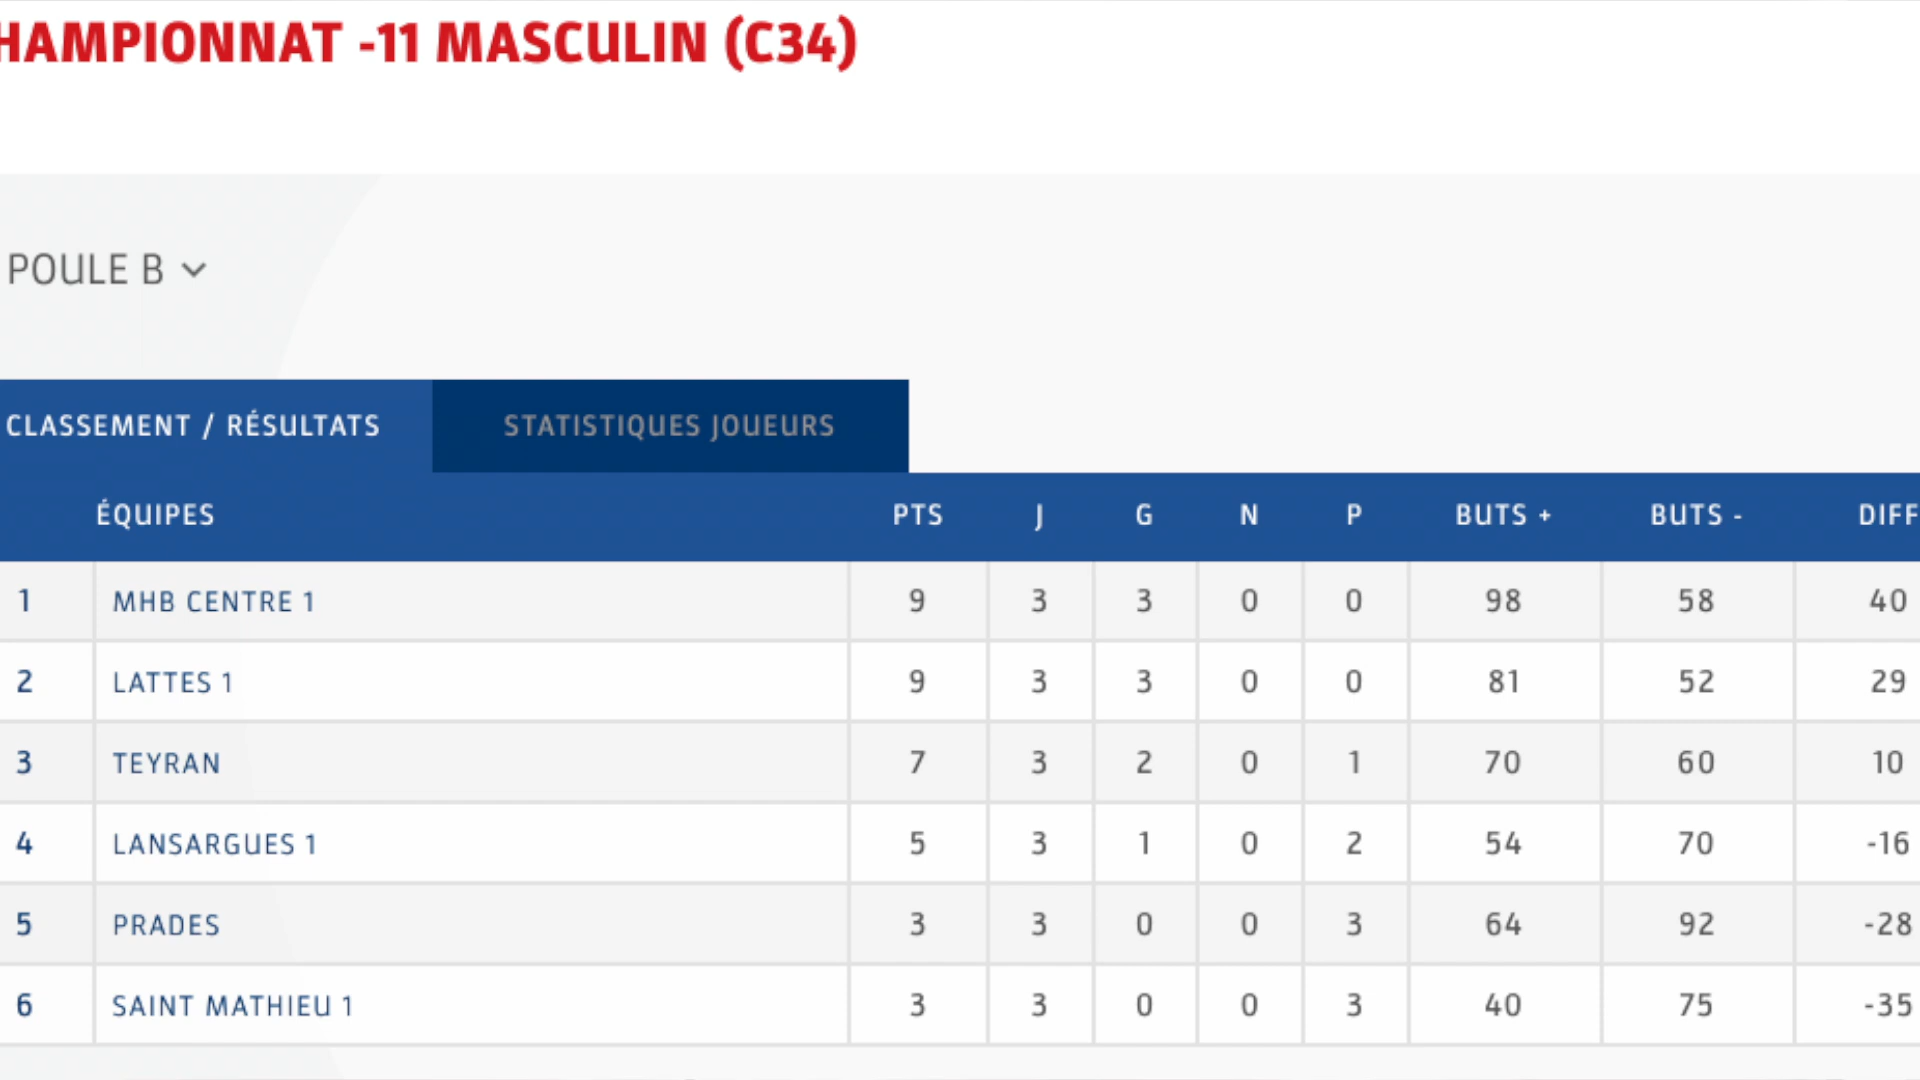 HAMPIONNAT -11 MASCULIN (C34)
POULE B
CLASSEMENT / RÉSULTATS STATISTIQUES JOUEURS
ÉQUIPES PTS J G N P BUTS + BUTS - DIFF
1 MHB CENTRE 1 9 3 3 0 0 98 58 40
2 LATTES 1 9 3 3 0 0 81 52 29
3 TEYRAN 7 3 2 0 1 70 60 10
4 LANSARGUES 1 5 3 1 0 2 54 70 -16
5 PRADES 3 3 0 0 3 64 92 -28
6 SAINT MATHIEU 1 3 3 0 0 3 40 75 -35